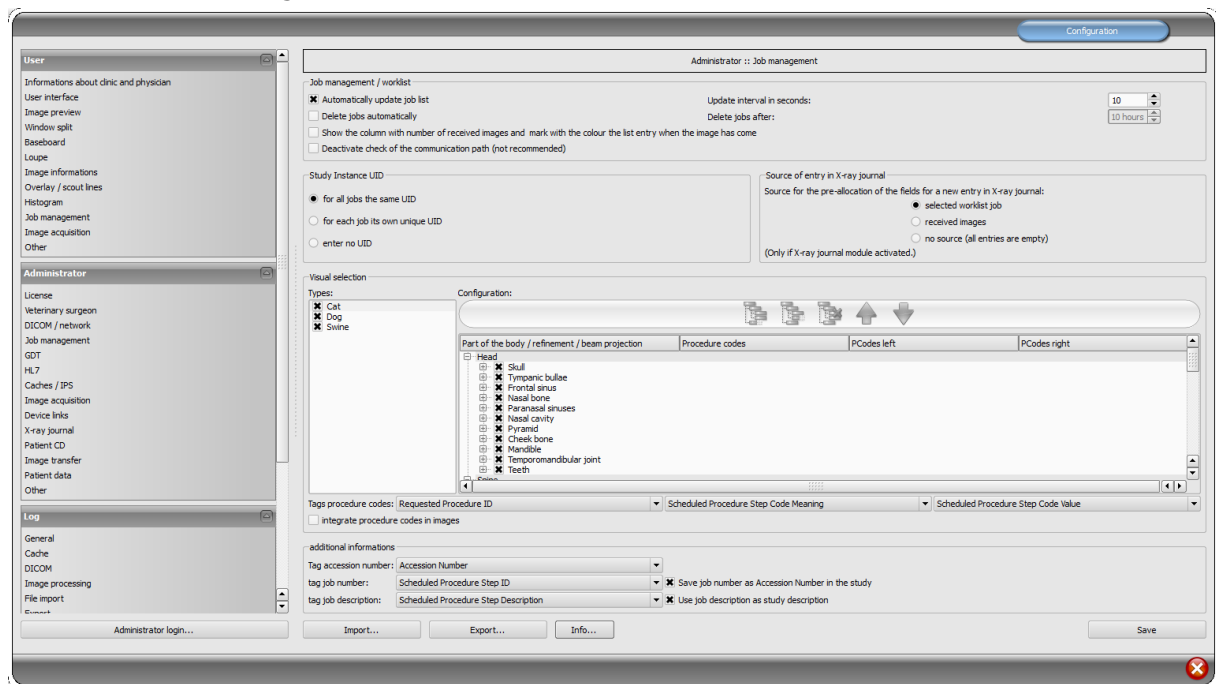 Configuration
User
Informations about clinic and physician
User interface
Image preview
Window split
Baseboard
Loupe
Image informations
Overlay / scout lines
Histogram
Job management
Image acquisition
Other
Administrator
License
Veterinary surgeon
DICOM / network
Job management
GDT
HL7
Caches / IPS
Image acquisition
Device links
X-ray journal
Patient CD
Image transfer
Patient data
Other
Log
General
Cache
DICOM
Image processing
File import
Export
Administrator login...
Administrator :: Job management
Job management / worklist
Automatically update job list
Update interval in seconds:
10
Delete jobs automatically
Delete jobs after:
10 hours
Show the column with number of received images and mark with the colour the list entry when the image has come
Deactivate check of the communication path (not recommended)
Study Instance UID
for all jobs the same UID
for each job its own unique UID
enter no UID
Source of entry in X-ray journal
Source for the pre-allocation of the fields for a new entry in X-ray journal:
selected worklist job
received images
no source (all entries are empty)
(Only if X-ray journal module activated.)
Visual selection
Types:
Cat
Dog
Swine
Configuration:
Part of the body / refinement / beam projection
Procedure codes
PCodes left
PCodes right
Head
Skull
Tympanic bullae
Frontal sinus
Nasal bone
Paranasal sinuses
Nasal cavity
Pyramid
Cheek bone
Mandible
Temporomandibular joint
Teeth
Spine
Tags procedure codes:
Requested Procedure ID
Scheduled Procedure Step Code Meaning
Scheduled Procedure Step Code Value
integrate procedure codes in images
additional informations
Tag accession number:
Accession Number
tag job number:
Scheduled Procedure Step ID
Save job number as Accession Number in the study
tag job description:
Scheduled Procedure Step Description
Use job description as study description
Import...
Export...
Info...
Save